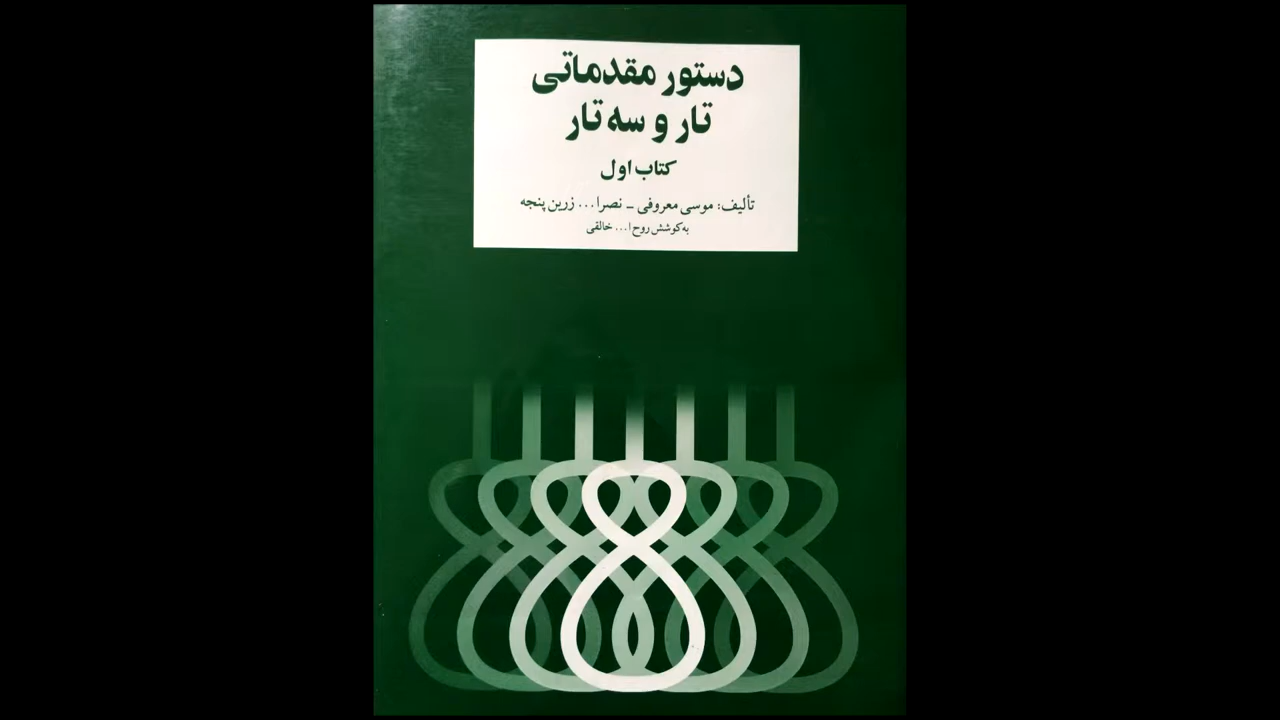 دستور مقدماتی
تار و سه تار
کتاب اول
تألیف: موسی معروفی - نصرا... زرین پنجه
به کوشش روح ا... خالقی